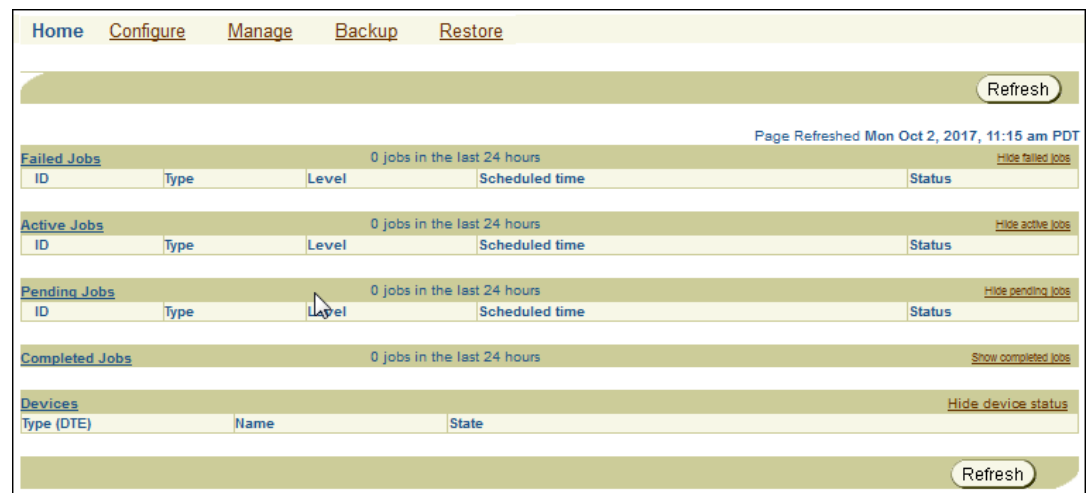 Home Configure Manage Backup Restore
Refresh
Page Refreshed Mon Oct 2, 2017, 11:15 am PDT
Failed Jobs 0 jobs in the last 24 hours Hide failed jobs
ID Type Level Scheduled time Status
Active Jobs 0 jobs in the last 24 hours Hide active jobs
ID Type Level Scheduled time Status
Pending Jobs 0 jobs in the last 24 hours Hide pending jobs
ID Type Level Scheduled time Status
Completed Jobs 0 jobs in the last 24 hours Show completed jobs
Devices Hide device status
Type (DTE) Name State
Refresh